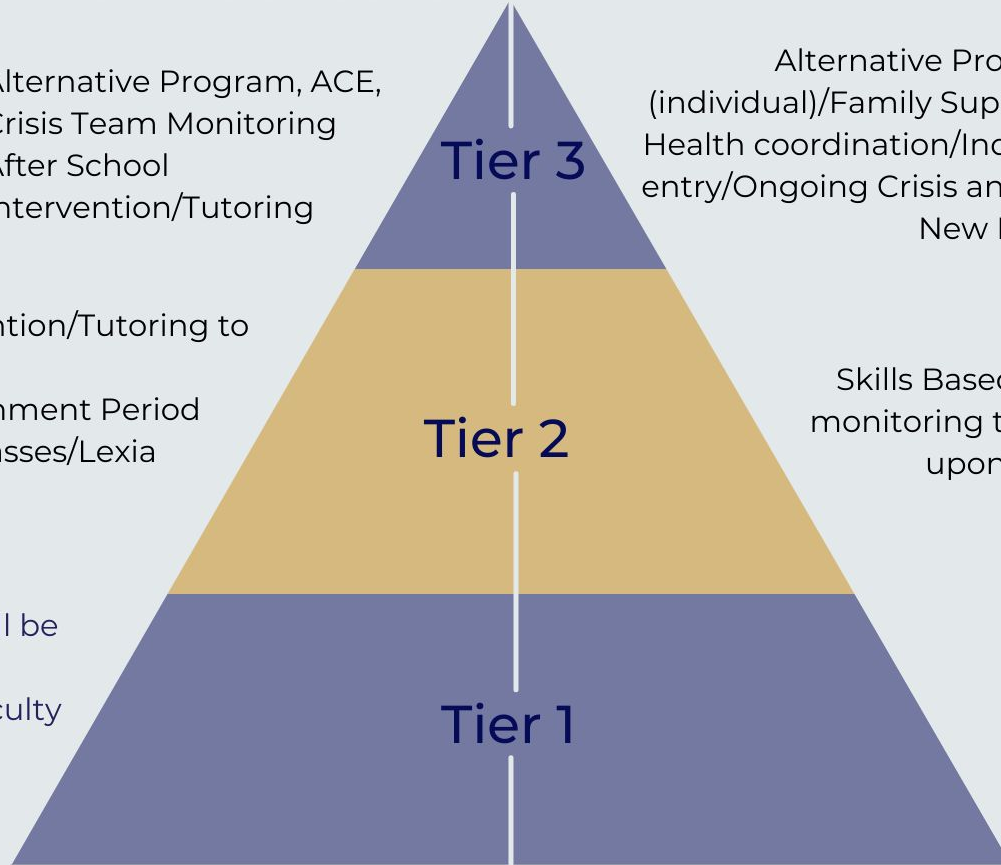 Alternative Program, ACE,
Crisis Team Monitoring
After School
Intervention/Tutoring
Alternative Pro
(individual)/Family Sup
Health coordination/Ind
entry/Ongoing Crisis an
New
Tier 3
ntion/Tutoring to
nment Period
asses/Lexia
Tier 2
Skills Based
monitoring t
upon
l be
culty
Tier 1